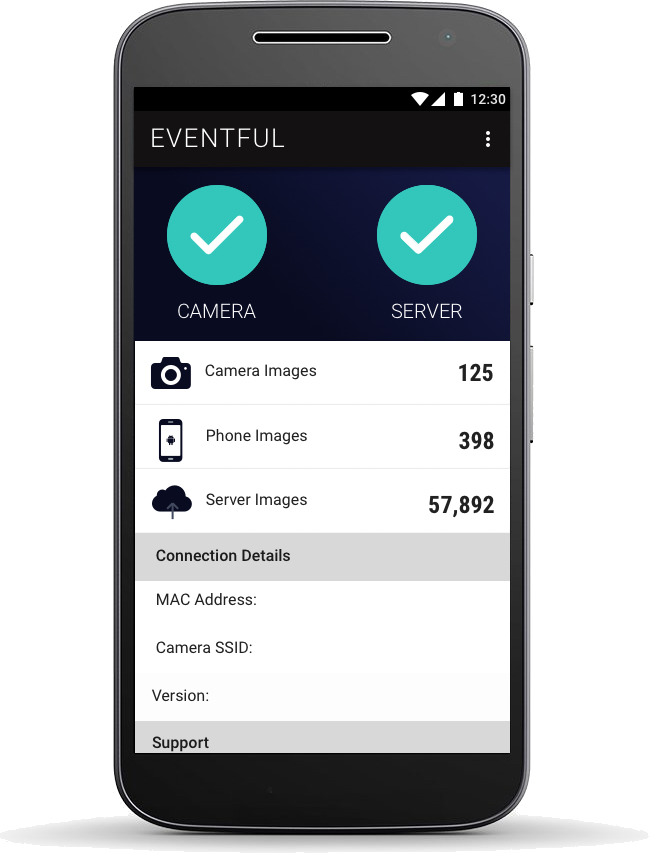 12:30
EVENTFUL
CAMERA SERVER
Camera Images 125
Phone Images 398
Server Images 57,892
Connection Details
MAC Address:
Camera SSID:
Version:
Support